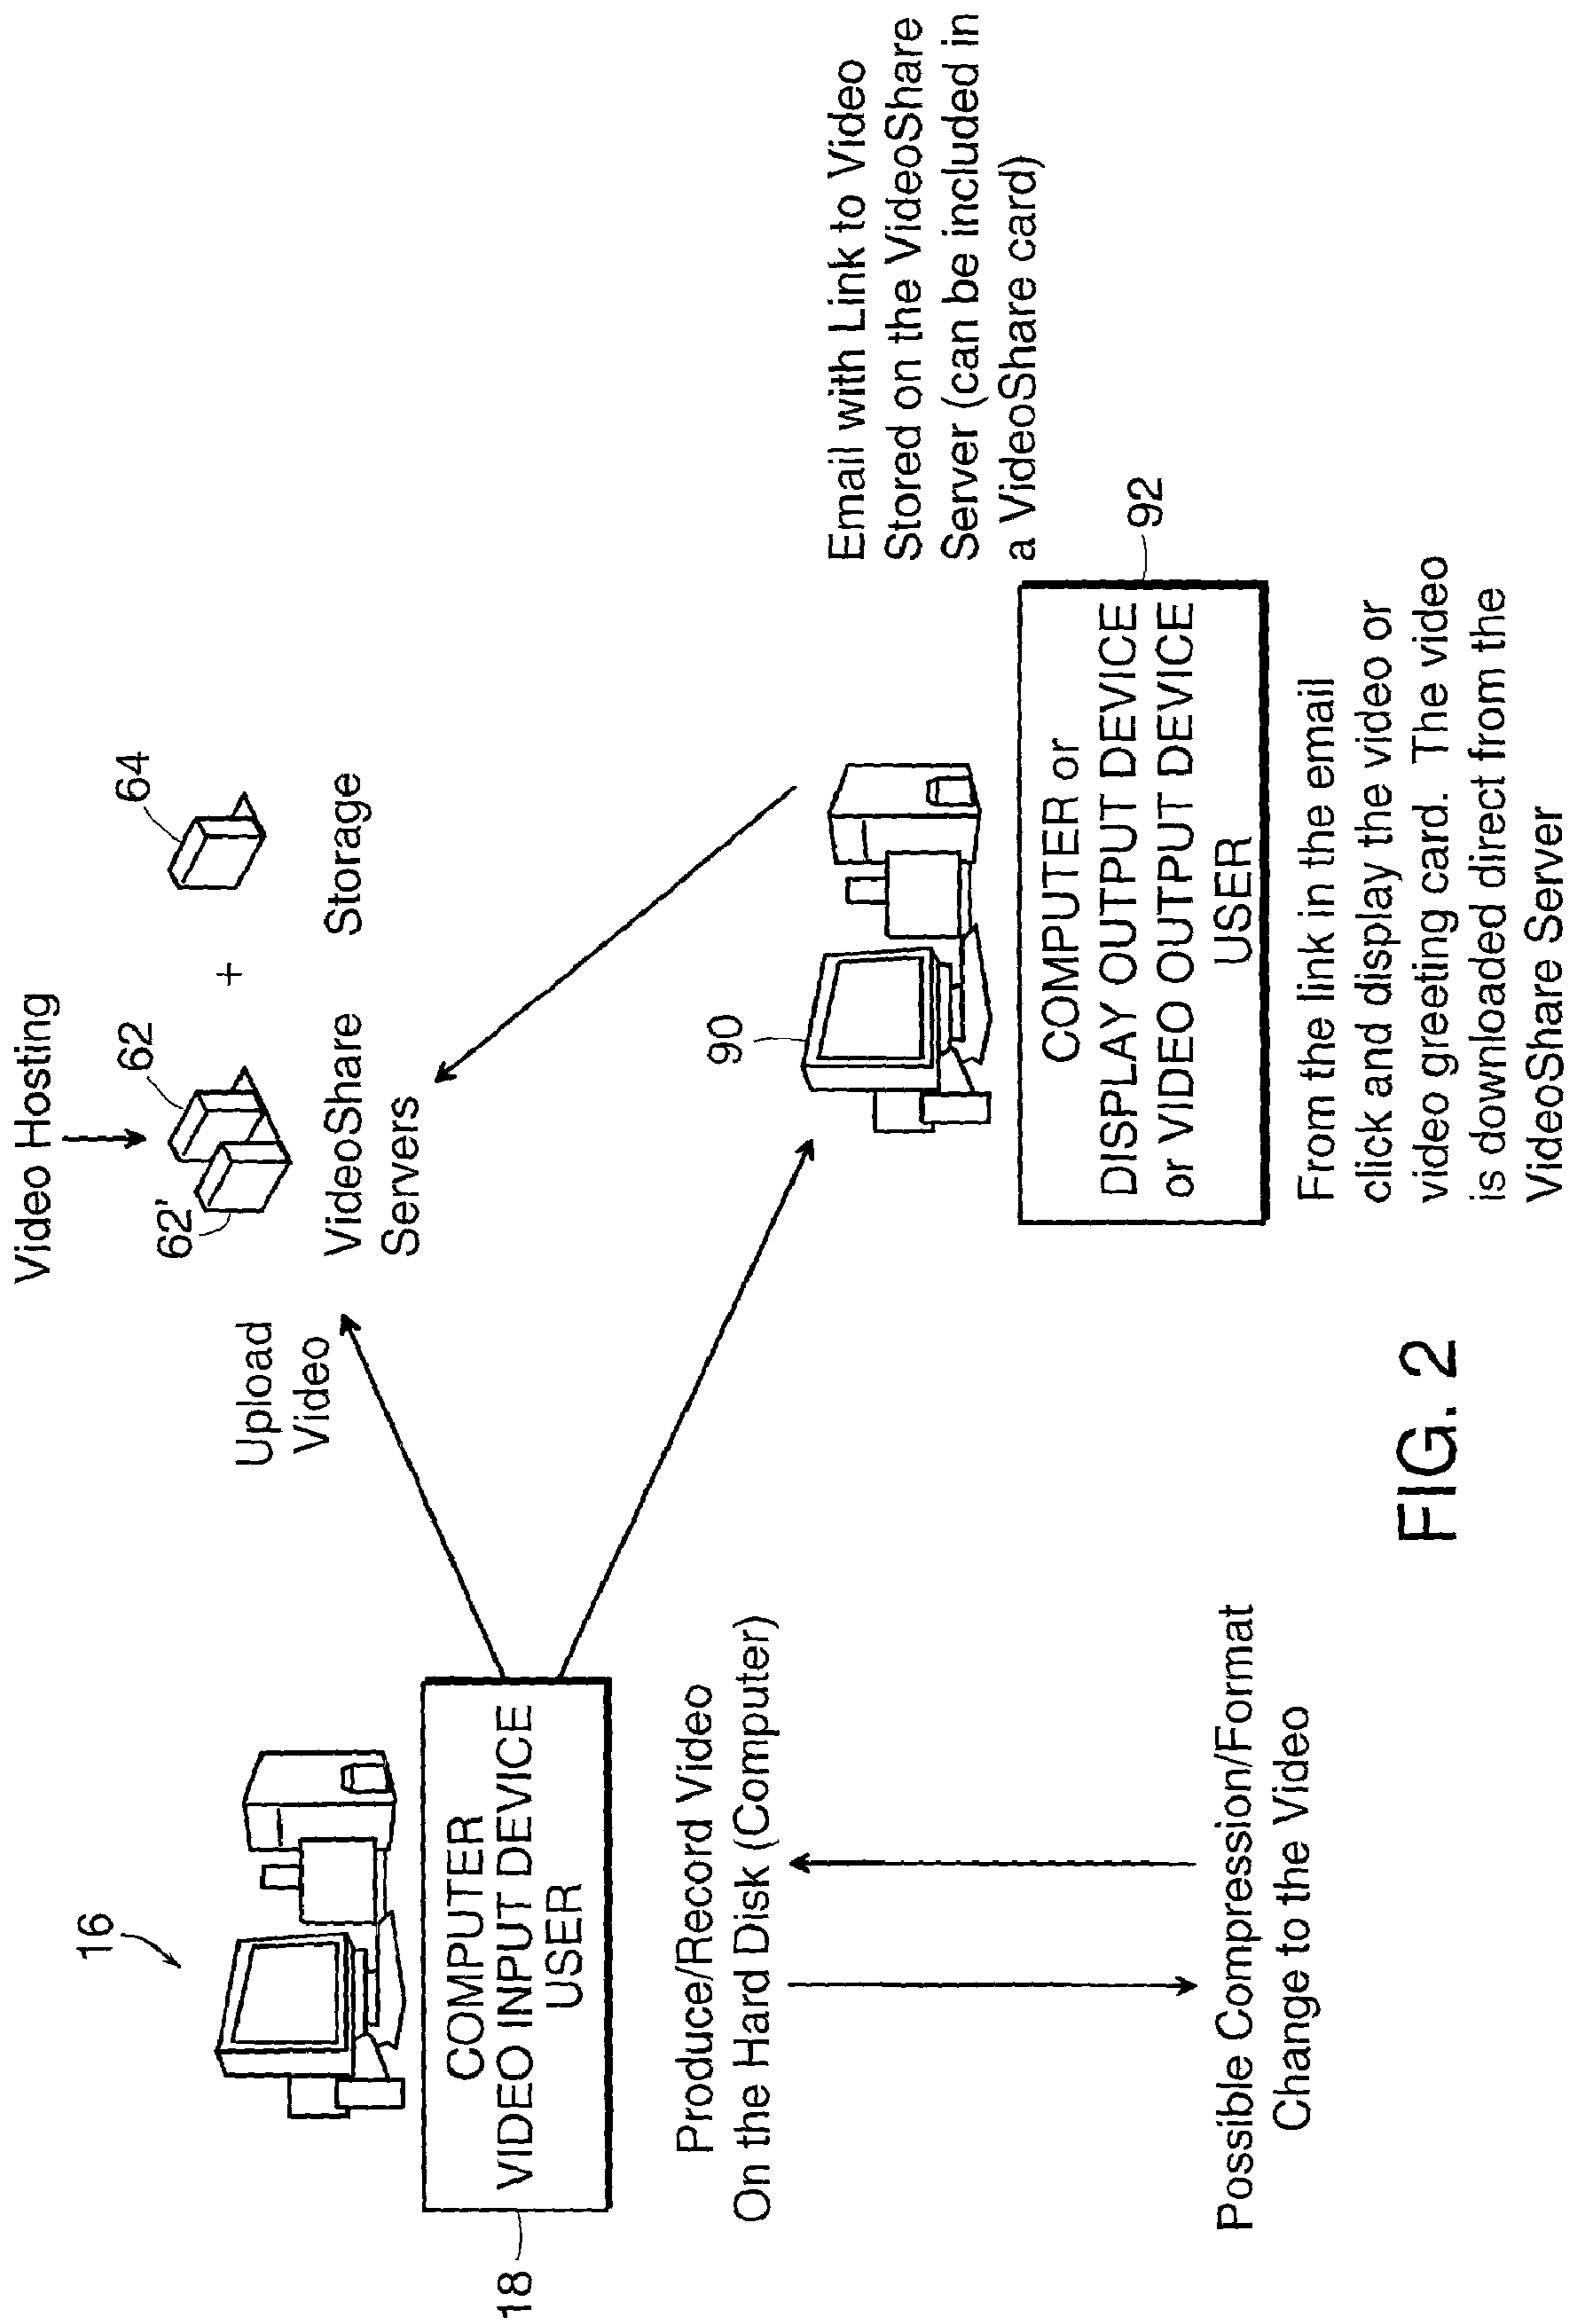 Video Hosting
62'
62
64
+
VideoShare
Servers
Storage
Upload
Video
16
COMPUTER
VIDEO INPUT DEVICE
USER
18
Produce/Record Video
On the Hard Disk (Computer)
Possible Compression/Format
Change to the Video
90
COMPUTER or
DISPLAY OUTPUT DEVICE
or VIDEO OUTPUT DEVICE
USER
92
Email with Link to Video
Stored on the VideoShare
Server (can be included in
a VideoShare card)
From the link in the email
click and display the video or
video greeting card. The video
is downloaded direct from the
VideoShare Server
FIG. 2